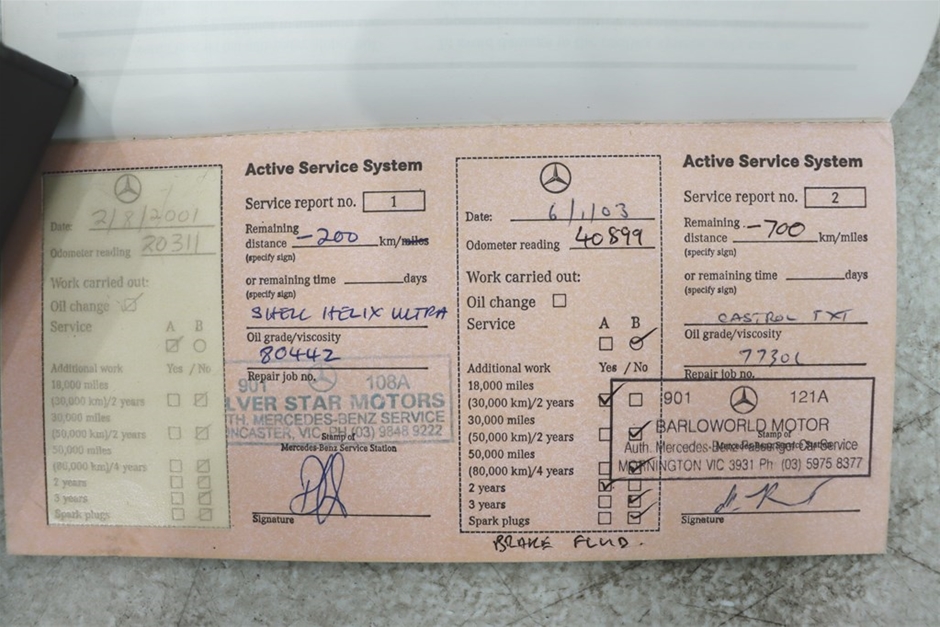 Date: 2/8/2001
Odometer reading 20311
Work carried out:
Oil change
Service A B
Additional work Yes / No
18,000 miles
(30,000 km)/2 years
30,000 miles
(50,000 km)/2 years
50,000 miles
(80,000 km)/4 years
2 years
3 years
Spark plugs
Active Service System
Service report no. 1
Remaining
distance -200 km/miles
(specify sign)
or remaining time days
(specify sign)
SHELL HELIX ULTRA
Oil grade/viscosity
80442
Repair job no.
901 108A
LVER STAR MOTORS
TH. MERCEDES-BENZ SERVICE
NCASTER, VIC PH (03) 9848 9222
Stamp of
Mercedes-Benz Service Station
Signature
Date: 6/1/03
Odometer reading 40899
Work carried out:
Oil change
Service A B
Additional work Yes / No
18,000 miles
(30,000 km)/2 years
30,000 miles
(50,000 km)/2 years
50,000 miles
(80,000 km)/4 years
2 years
3 years
Spark plugs
BRAKE FLUID.
Active Service System
Service report no. 2
Remaining
distance -700 km/miles
(specify sign)
or remaining time days
(specify sign)
CASTROL TXT
Oil grade/viscosity
77301
Repair job no.
901 121A
BARLOWORLD MOTOR
Stamp of
Auth. Mercedes-Benz Passenger Car Service
Mercedes-Benz Service Station
MORNINGTON VIC 3931 Ph (03) 5975 8377
Signature